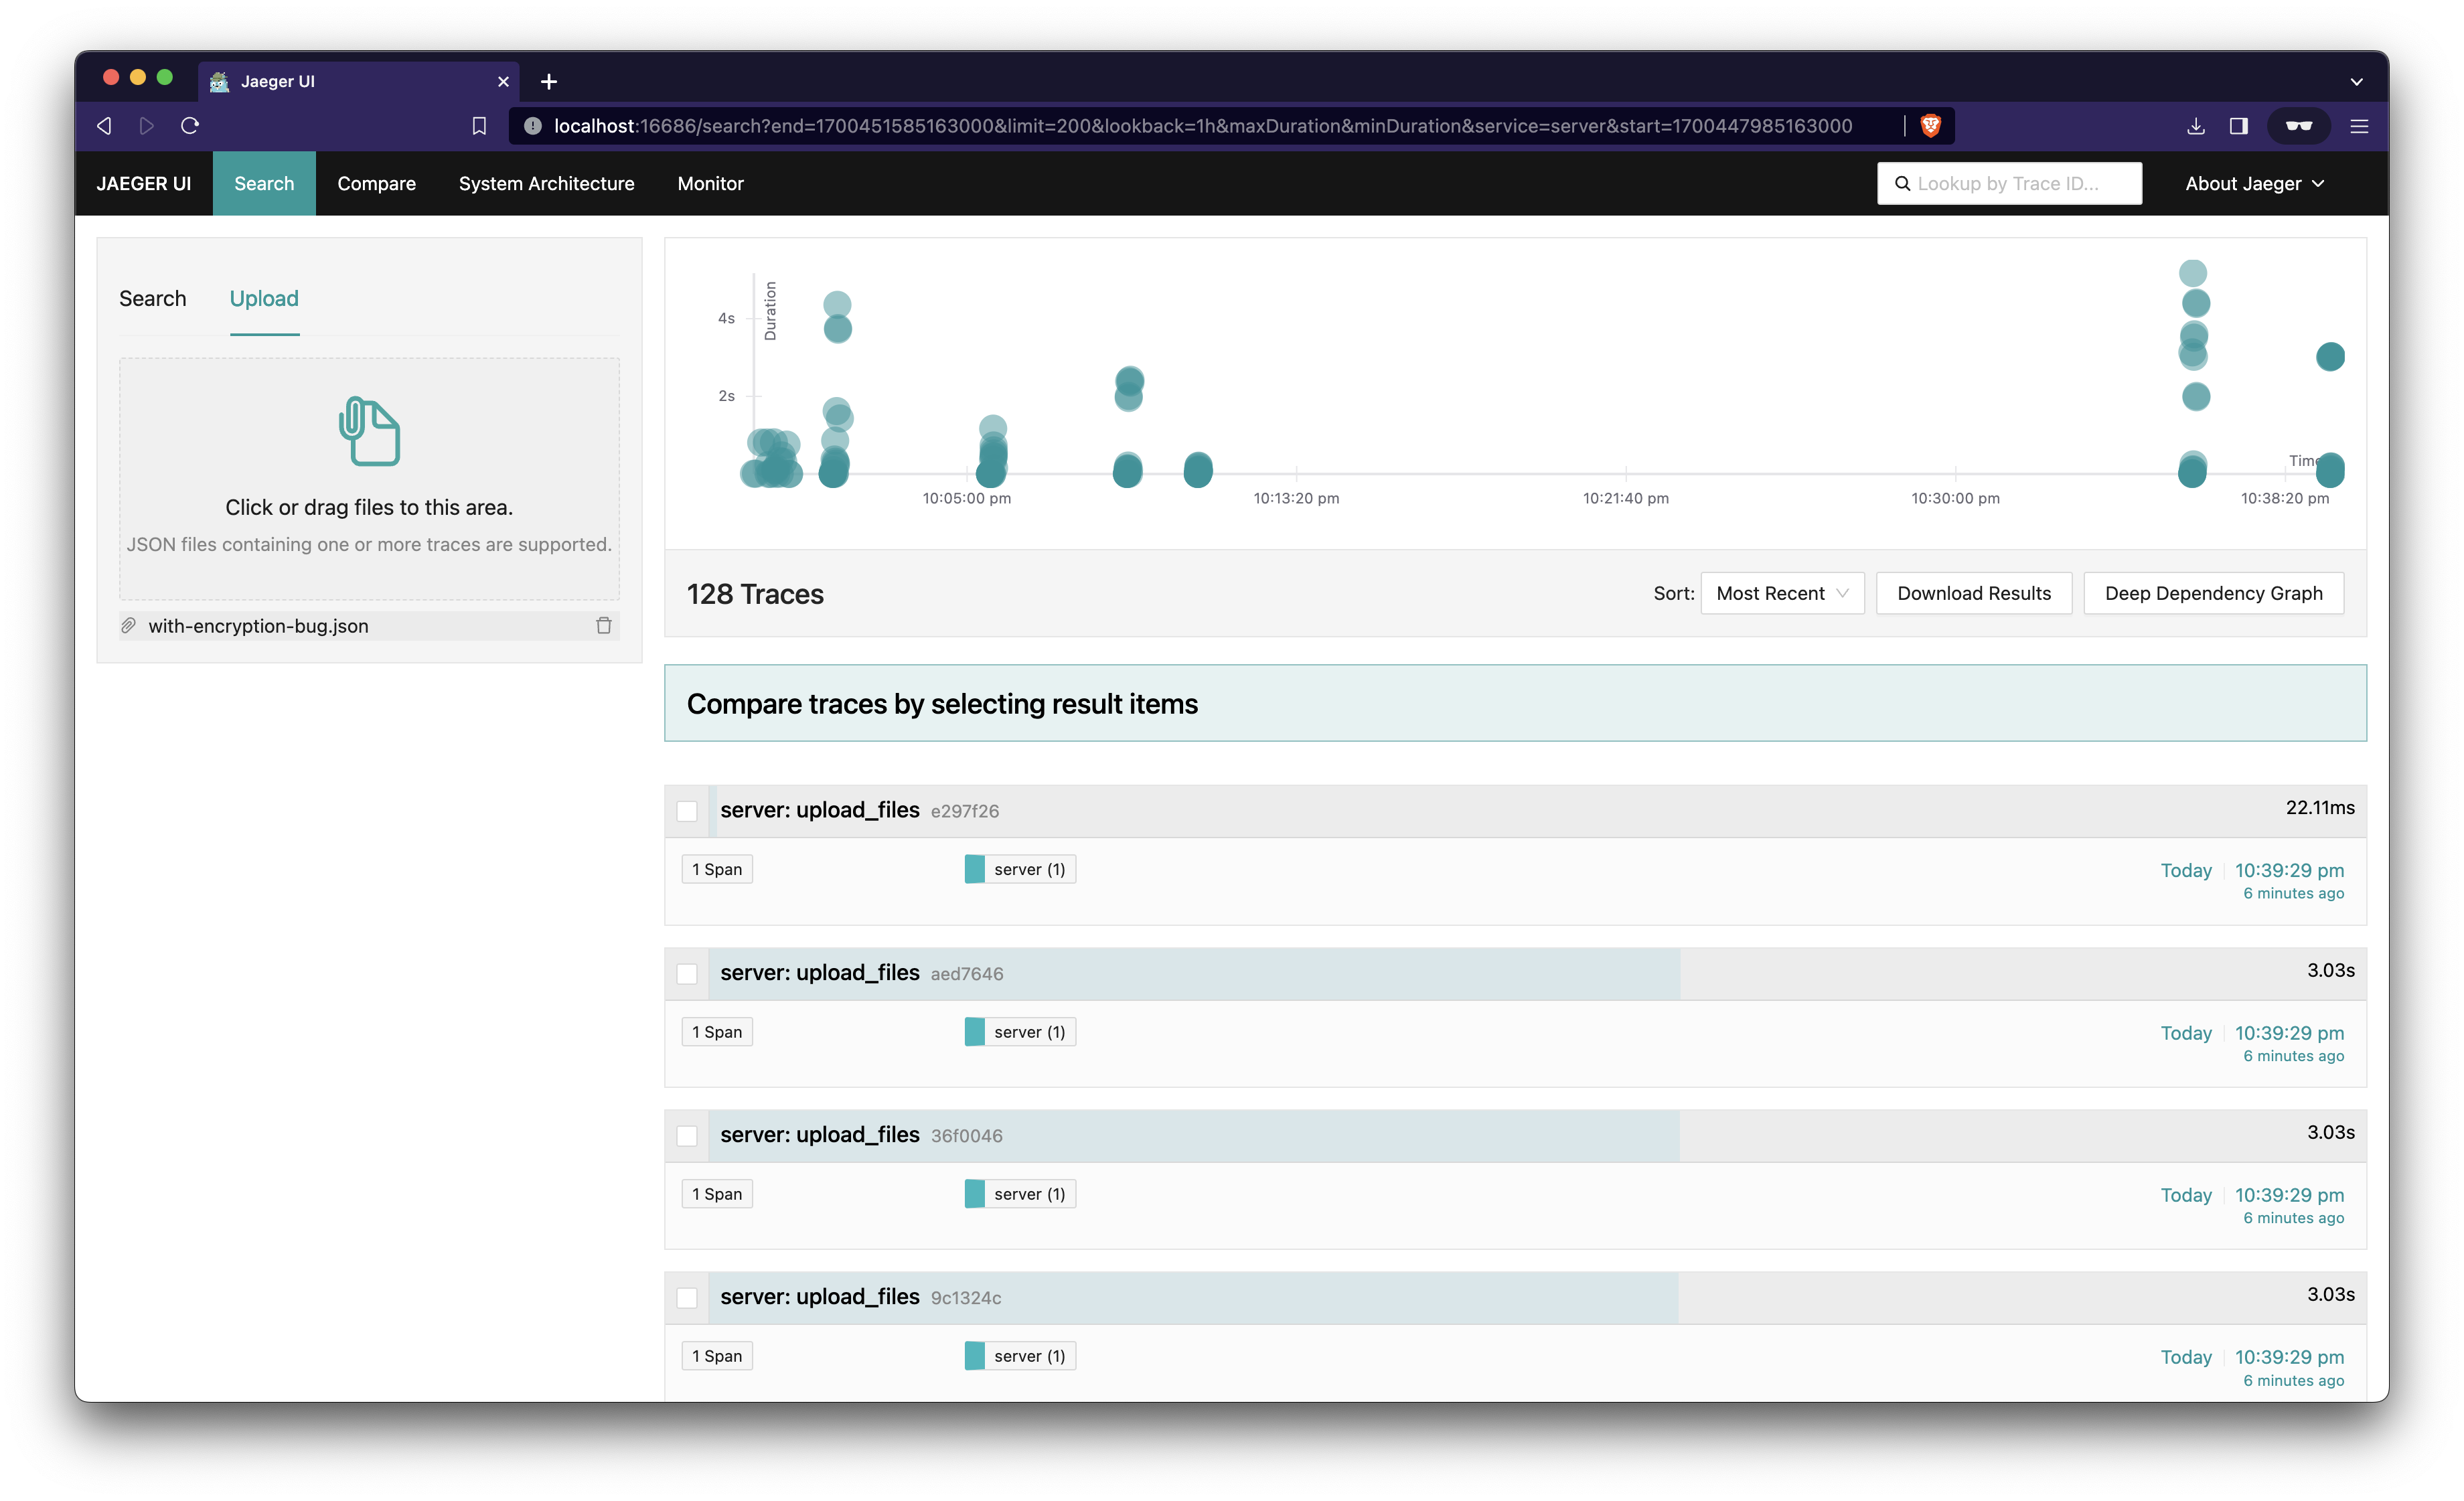 Jaeger UI
localhost:16686/search?end=1700451585163000&limit=200&lookback=1h&maxDuration&minDuration&service=server&start=1700447985163000
JAEGER UI Search Compare System Architecture Monitor Lookup by Trace ID... About Jaeger
Search Upload
Click or drag files to this area.
JSON files containing one or more traces are supported.
with-encryption-bug.json
Duration
4s
2s
Time
10:05:00 pm 10:13:20 pm 10:21:40 pm 10:30:00 pm 10:38:20 pm
128 Traces Sort: Most Recent Download Results Deep Dependency Graph
Compare traces by selecting result items
server: upload_files e297f26 22.11ms
1 Span server (1) Today 10:39:29 pm
6 minutes ago
server: upload_files aed7646 3.03s
1 Span server (1) Today 10:39:29 pm
6 minutes ago
server: upload_files 36f0046 3.03s
1 Span server (1) Today 10:39:29 pm
6 minutes ago
server: upload_files 9c1324c 3.03s
1 Span server (1) Today 10:39:29 pm
6 minutes ago